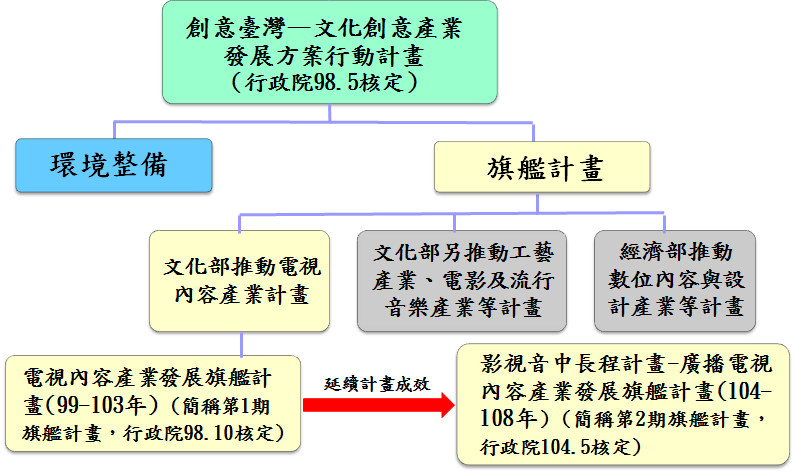 創意臺灣—文化創意產業
發展方案行動計畫
(行政院98.5核定)
環境整備
旗艦計畫
文化部推動電視
內容產業計畫
文化部另推動工藝
產業、電影及流行
音樂產業等計畫
經濟部推動
數位內容與設
計產業等計畫
電視內容產業發展旗艦計
畫(99-103年) (簡稱第1期
旗艦計畫，行政院98.10核定)
延續計畫成效
影視音中長程計畫-廣播電視
內容產業發展旗艦計畫(104-
108年) (簡稱第2期旗艦計畫，
行政院104.5核定)